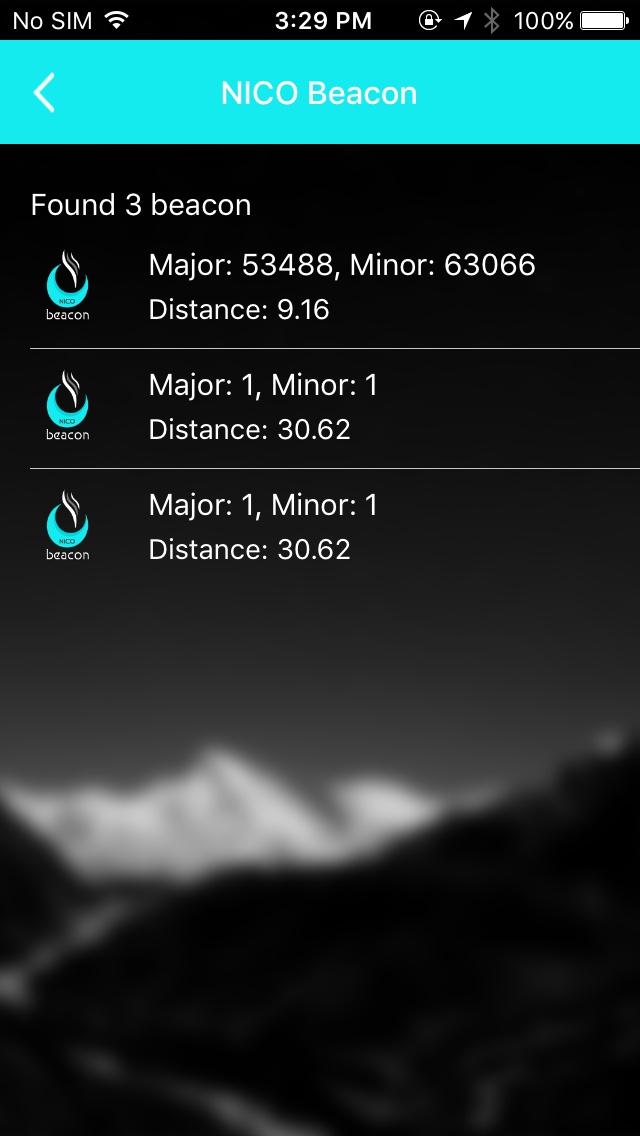 No SIM 3:29 PM 100%
NICO Beacon
Found 3 beacon
Major: 53488, Minor: 63066
NICO
beacon
Distance: 9.16
Major: 1, Minor: 1
NICO
beacon
Distance: 30.62
Major: 1, Minor: 1
NICO
beacon
Distance: 30.62